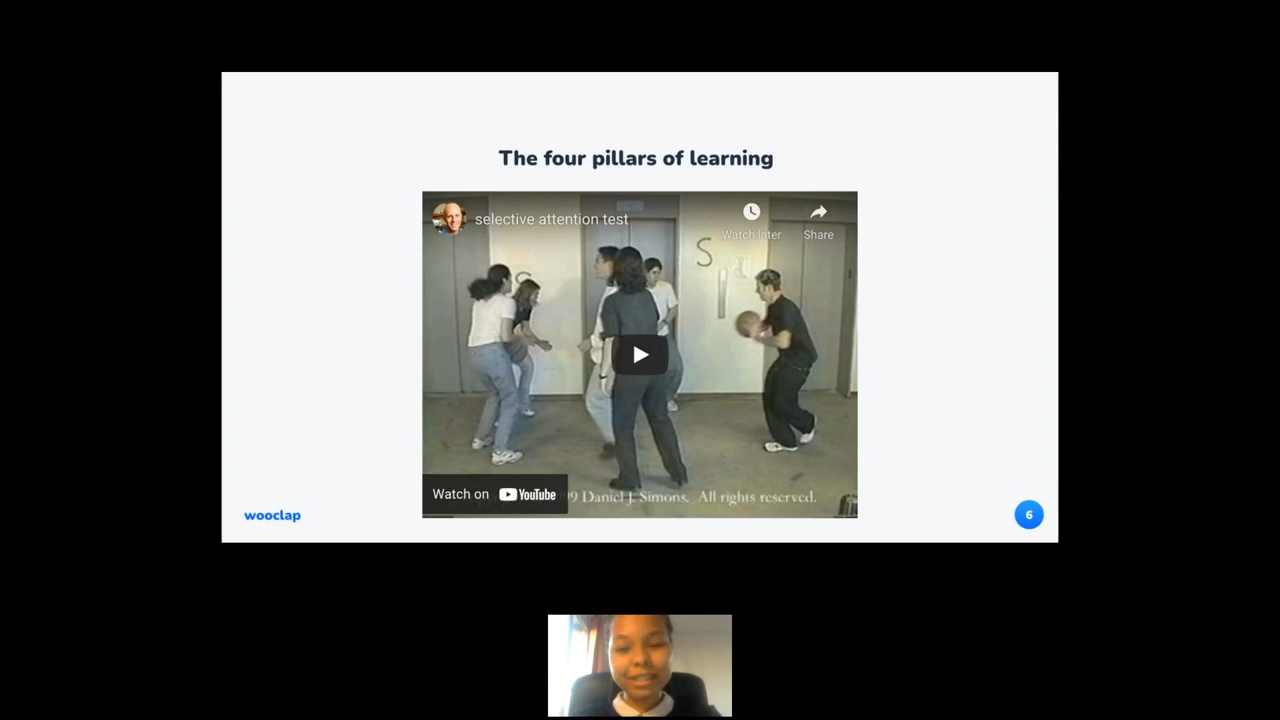 The four pillars of learning
selective attention test
Watch later
Share
S
S
Watch on YouTube
99 Daniel J. Simons. All rights reserved.
wooclap
6